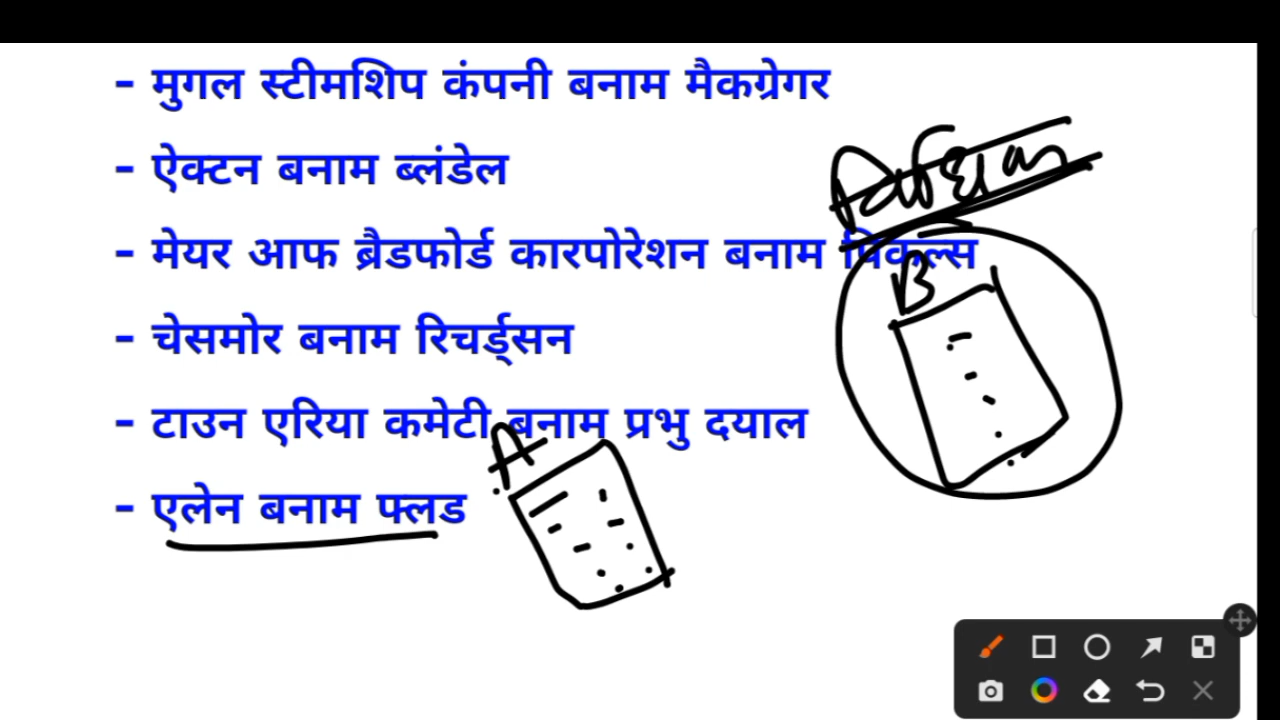 - मुगल स्टीमशिप कंपनी बनाम मैकग्रेगर
- ऐक्टन बनाम ब्लंडेल
- मेयर आफ ब्रैडफोर्ड कारपोरेशन बनाम पिकल्स
B
- चेसमोर बनाम रिचर्ड्सन
- टाउन एरिया कमेटी बनाम प्रभु दयाल
A
- एलेन बनाम फ्लड